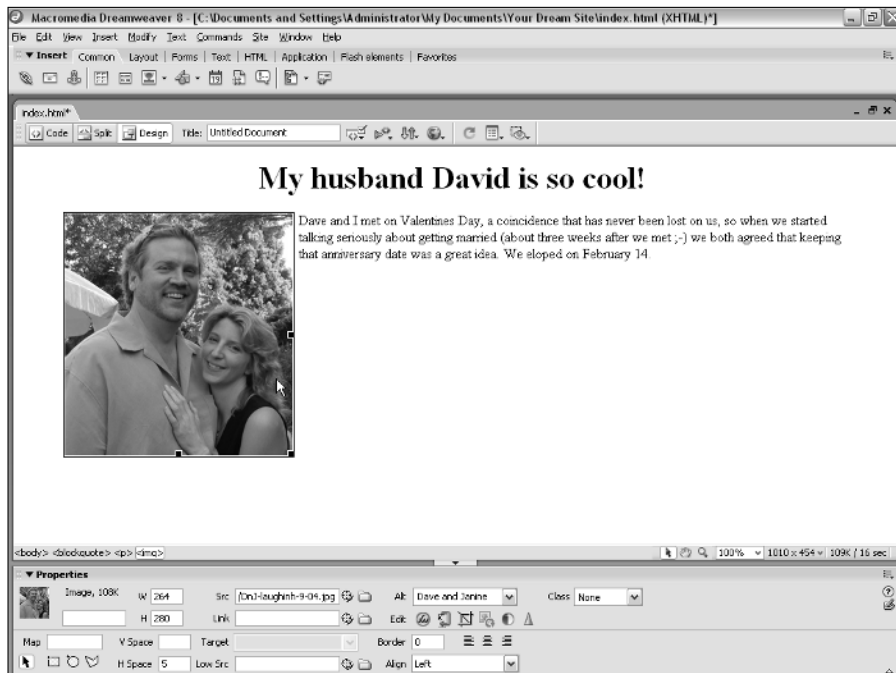 Macromedia Dreamweaver 8 - [C:\Documents and Settings\Administrator\My Documents\Your Dream Site\index.html (XHTML)*]
File Edit View Insert Modify Text Commands Site Window Help
▼ Insert Common Layout Forms Text HTML Application Flash elements Favorites
index.html*
Code Split Design Title: Untitled Document
My husband David is so cool!
Dave and I met on Valentines Day, a coincidence that has never been lost on us, so when we started
talking seriously about getting married (about three weeks after we met ;-) we both agreed that keeping
that anniversary date was a great idea. We eloped on February 14.
<body> <blockquote> <p> <img> 100% 1010 x 454 109K / 16 sec
▼ Properties
Image, 108K W 264 Src /DnJ-laughinh-9-04.jpg Alt Dave and Janine Class None
H 280 Link Edit
Map V Space Target Border 0
H Space 5 Low Src Align Left